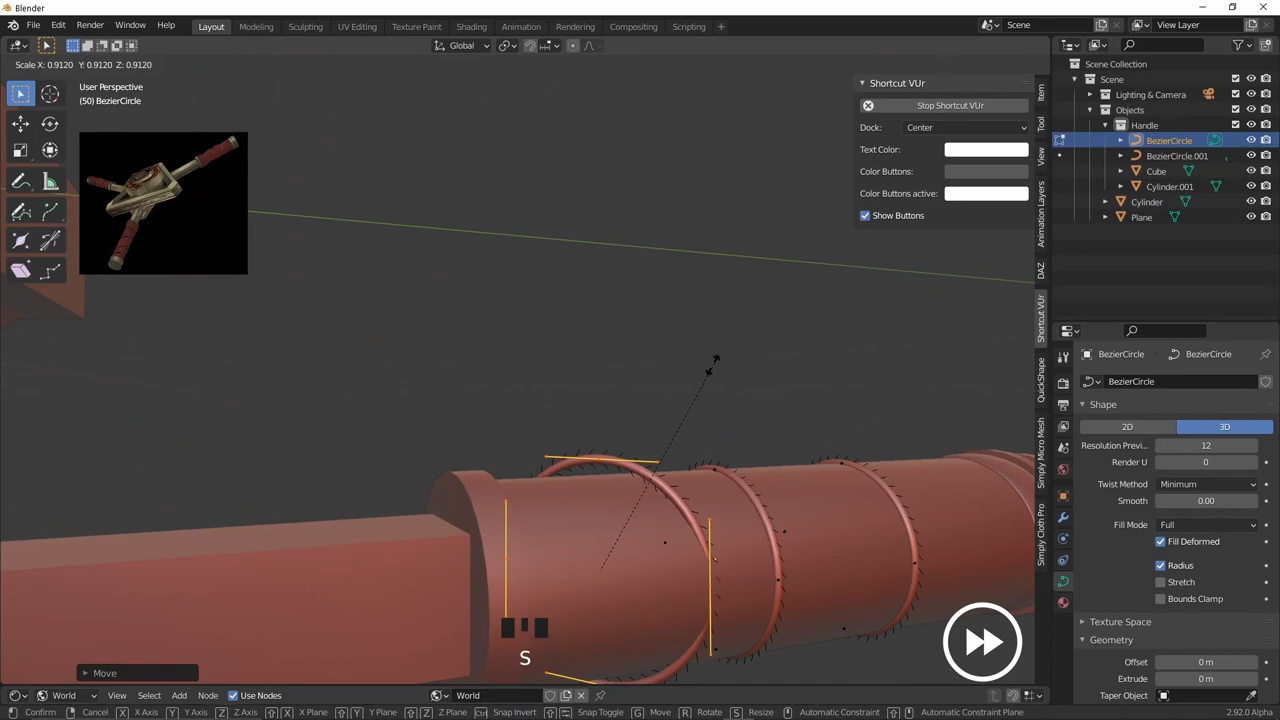 Blender
File Edit Render Window Help
Layout Modeling Sculpting UV Editing Texture Paint Shading Animation Rendering Compositing Scripting +
Scene
View Layer
Global
Scale X: 0.9120 Y: 0.9120 Z: 0.9120
User Perspective
(50) BezierCircle
Shortcut VUr
Stop Shortcut VUr
Dock: Center
Text Color:
Color Buttons:
Color Buttons active:
Show Buttons
Item
Tool
View
Animation Layers
DAZ
Shortcut VUr
QuickShape
Simply Micro Mesh
Simply Cloth Pro
Scene Collection
Scene
Lighting & Camera
Objects
Handle
BezierCircle
BezierCircle.001
Cube
Cylinder.001
Cylinder
Plane
BezierCircle BezierCircle
BezierCircle
Shape
2D 3D
Resolution Previ... 12
Render U 0
Twist Method Minimum
Smooth 0.00
Fill Mode Full
Fill Deformed
Radius
Stretch
Bounds Clamp
Texture Space
Geometry
Offset 0 m
Extrude 0 m
Taper Object
S
Move
World View Select Add Node Use Nodes World
Confirm Cancel X X Axis Y Y Axis Z Z Axis X X Plane Y Y Plane Z Z Plane Ctrl Snap Invert Snap Toggle G Move R Rotate S Resize Automatic Constraint Automatic Constraint Plane 2.92.0 Alpha